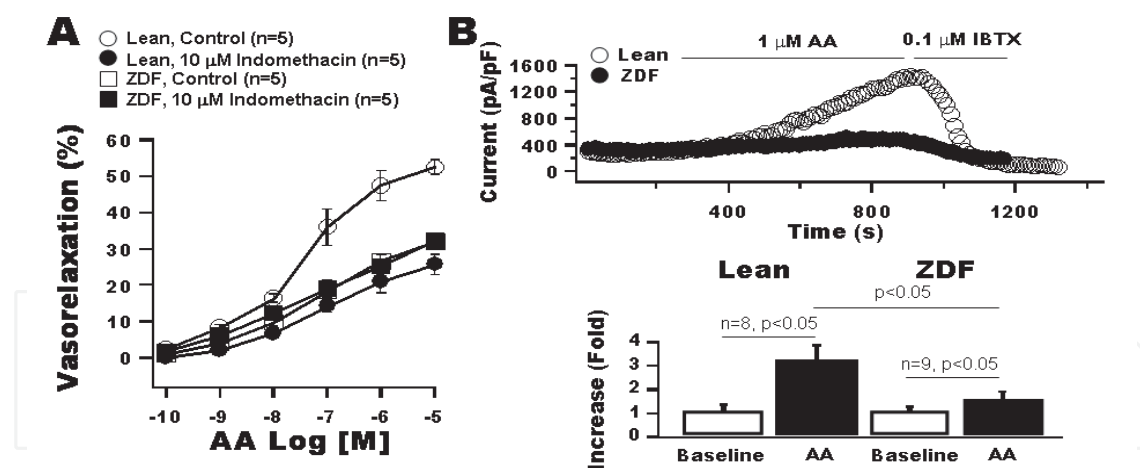 A
Lean, Control (n=5)
Lean, 10 μM Indomethacin (n=5)
ZDF, Control (n=5)
ZDF, 10 μM Indomethacin (n=5)
Vasorelaxation (%)
60
50
40
30
20
10
0
-10 -9 -8 -7 -6 -5
AA Log [M]
B
1 μM AA 0.1 μM IBTX
Lean
ZDF
Current (pA/pF)
1600
1200
800
400
0
400 800 1200
Time (s)
Lean ZDF
p<0.05
n=8, p<0.05
n=9, p<0.05
Increase (Fold)
4
3
2
1
0
Baseline AA Baseline AA